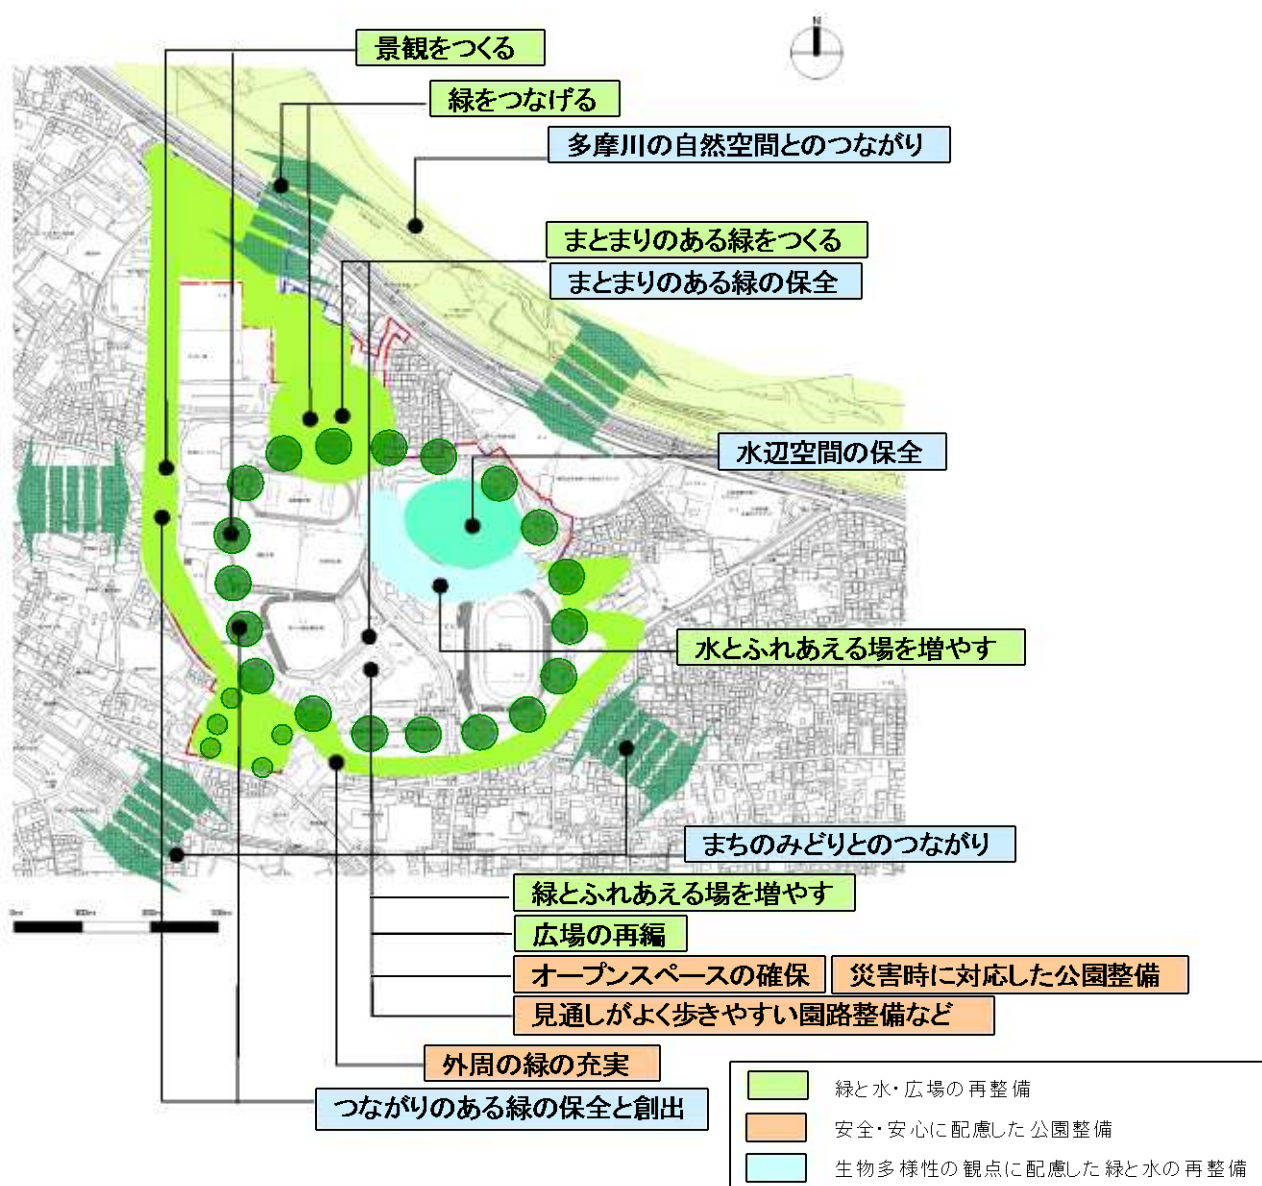 N
景観をつくる
緑をつなげる
多摩川の自然空間とのつながり
まとまりのある緑をつくる
まとまりのある緑の保全
水辺空間の保全
水とふれあえる場を増やす
まちのみどりとのつながり
緑とふれあえる場を増やす
広場の再編
オープンスペースの確保 災害時に対応した公園整備
見通しがよく歩きやすい園路整備など
外周の緑の充実
つながりのある緑の保全と創出
緑と水・広場の再整備
安全・安心に配慮した公園整備
生物多様性の観点に配慮した緑と水の再整備